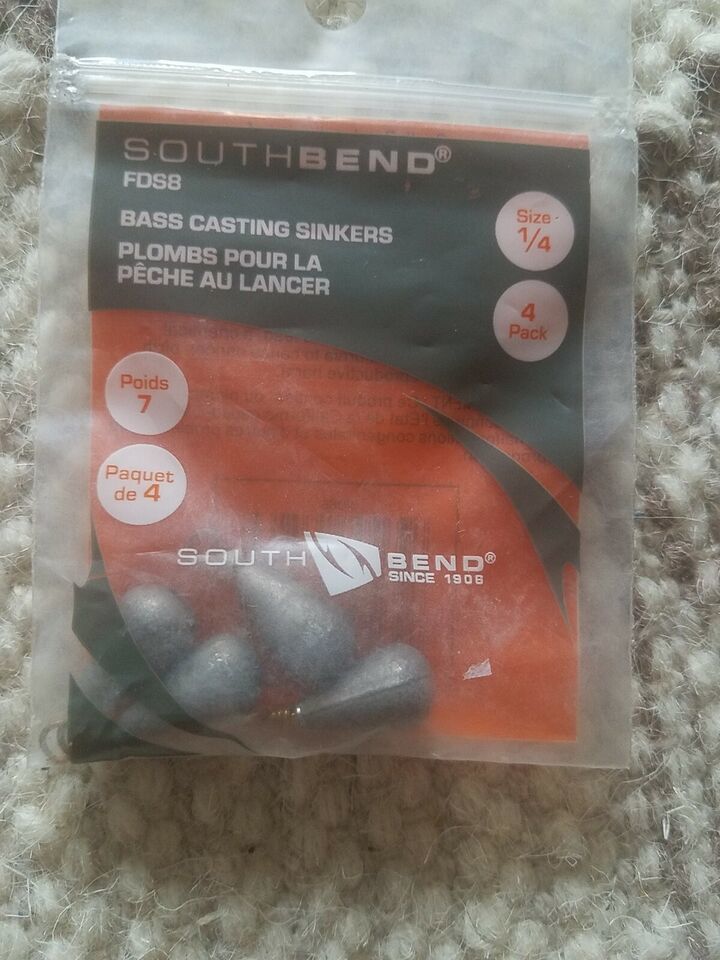 SOUTHBEND®
FDS8
BASS CASTING SINKERS
PLOMBS POUR LA
PÊCHE AU LANCER
Size
1/4
4
Pack
Poids
7
Paquet
de 4
SOUTH BEND®
SINCE 1906